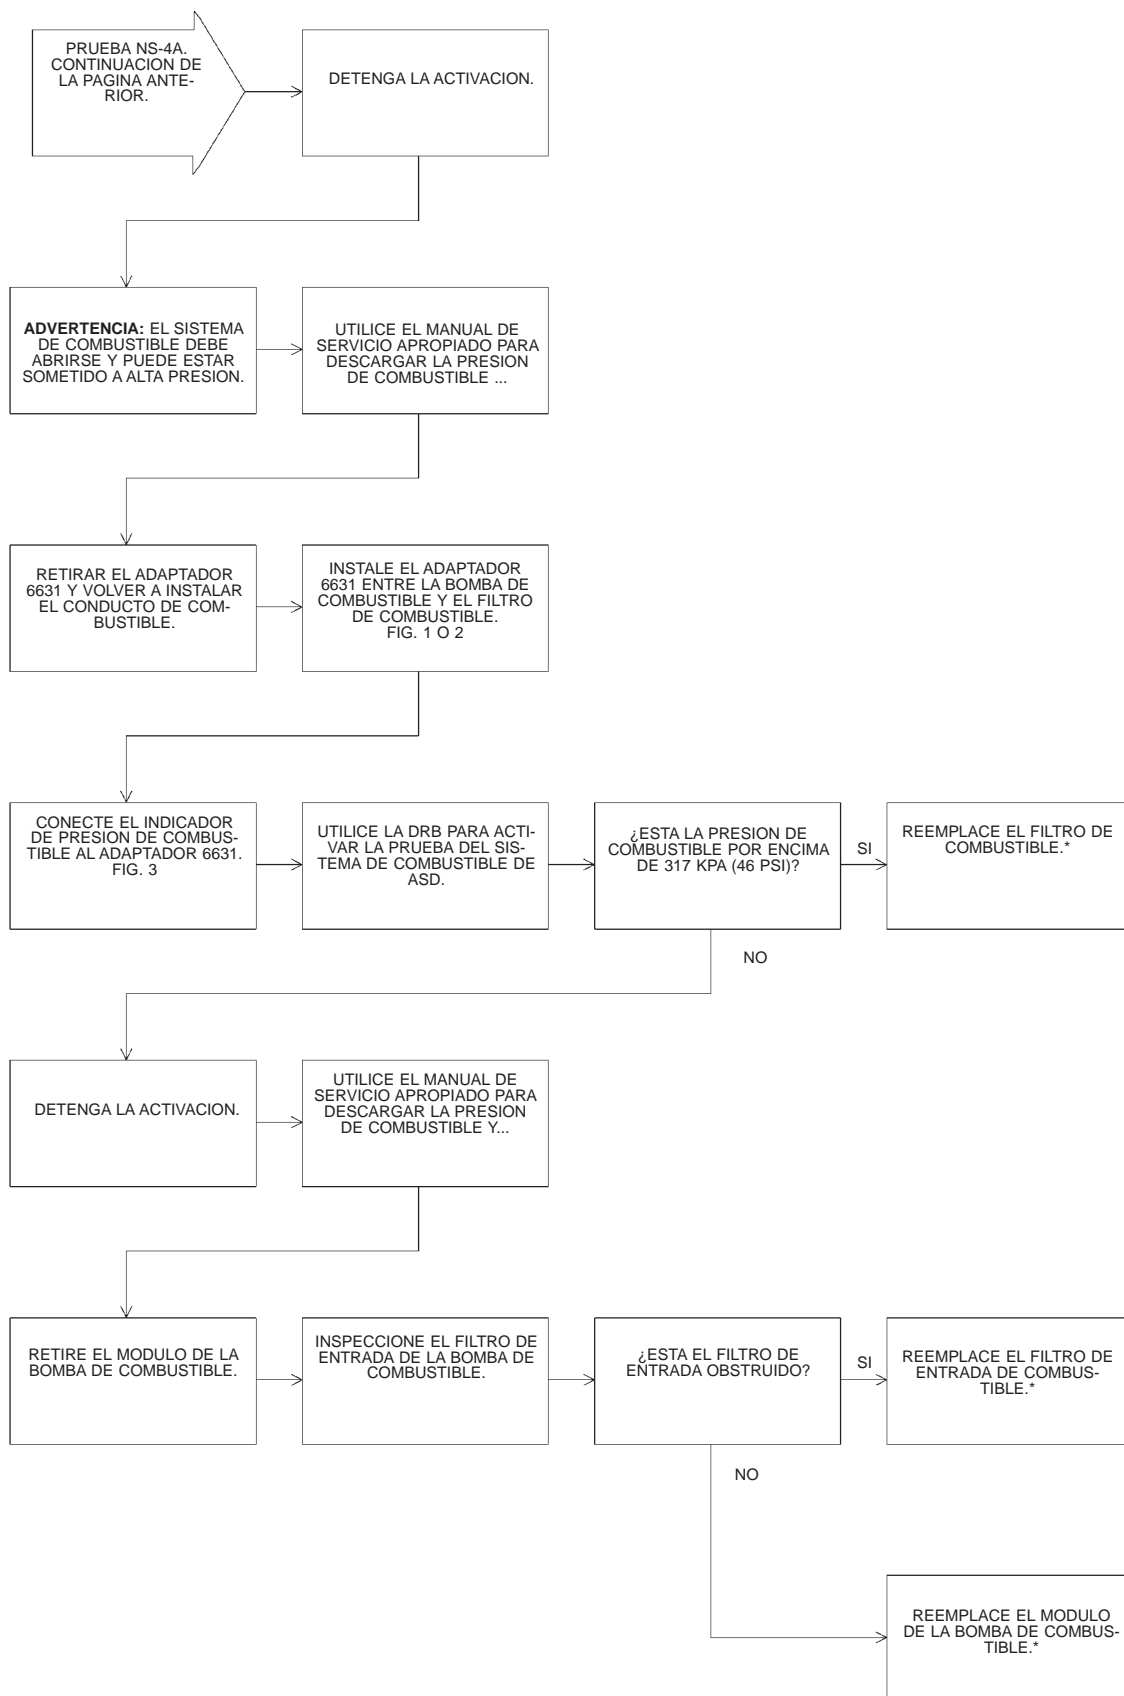 PRUEBA NS-4A.
CONTINUACION DE
LA PAGINA ANTE-
RIOR.
DETENGA LA ACTIVACION.
ADVERTENCIA: EL SISTEMA
DE COMBUSTIBLE DEBE
ABRIRSE Y PUEDE ESTAR
SOMETIDO A ALTA PRESION.
UTILICE EL MANUAL DE
SERVICIO APROPIADO PARA
DESCARGAR LA PRESION
DE COMBUSTIBLE ...
RETIRAR EL ADAPTADOR
6631 Y VOLVER A INSTALAR
EL CONDUCTO DE COM-
BUSTIBLE.
INSTALE EL ADAPTADOR
6631 ENTRE LA BOMBA DE
COMBUSTIBLE Y EL FILTRO
DE COMBUSTIBLE.
FIG. 1 O 2
CONECTE EL INDICADOR
DE PRESION DE COMBUS-
TIBLE AL ADAPTADOR 6631.
FIG. 3
UTILICE LA DRB PARA ACTI-
VAR LA PRUEBA DEL SIS-
TEMA DE COMBUSTIBLE DE
ASD.
¿ESTA LA PRESION DE
COMBUSTIBLE POR ENCIMA
DE 317 KPA (46 PSI)?
SI
REEMPLACE EL FILTRO DE
COMBUSTIBLE.*
NO
DETENGA LA ACTIVACION.
UTILICE EL MANUAL DE
SERVICIO APROPIADO PARA
DESCARGAR LA PRESION
DE COMBUSTIBLE Y...
RETIRE EL MODULO DE LA
BOMBA DE COMBUSTIBLE.
INSPECCIONE EL FILTRO DE
ENTRADA DE LA BOMBA DE
COMBUSTIBLE.
¿ESTA EL FILTRO DE
ENTRADA OBSTRUIDO?
SI
REEMPLACE EL FILTRO DE
ENTRADA DE COMBUS-
TIBLE.*
NO
REEMPLACE EL MODULO
DE LA BOMBA DE COMBUS-
TIBLE.*